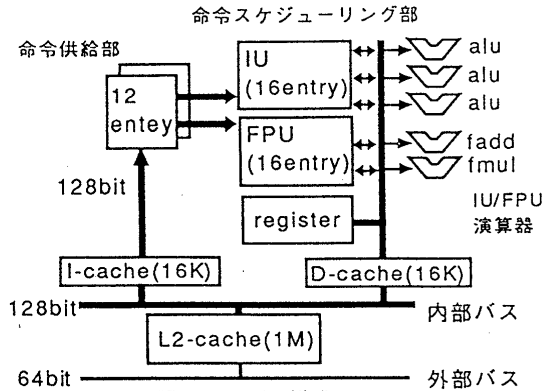 命令スケジューリング部
命令供給部
IU
(16entry)
alu
alu
alu
12
entey
FPU
(16entry)
fadd
fmul
128bit
IU/FPU
演算器
register
I-cache(16K)
D-cache(16K)
128bit
内部バス
L2-cache(1M)
64bit
外部バス